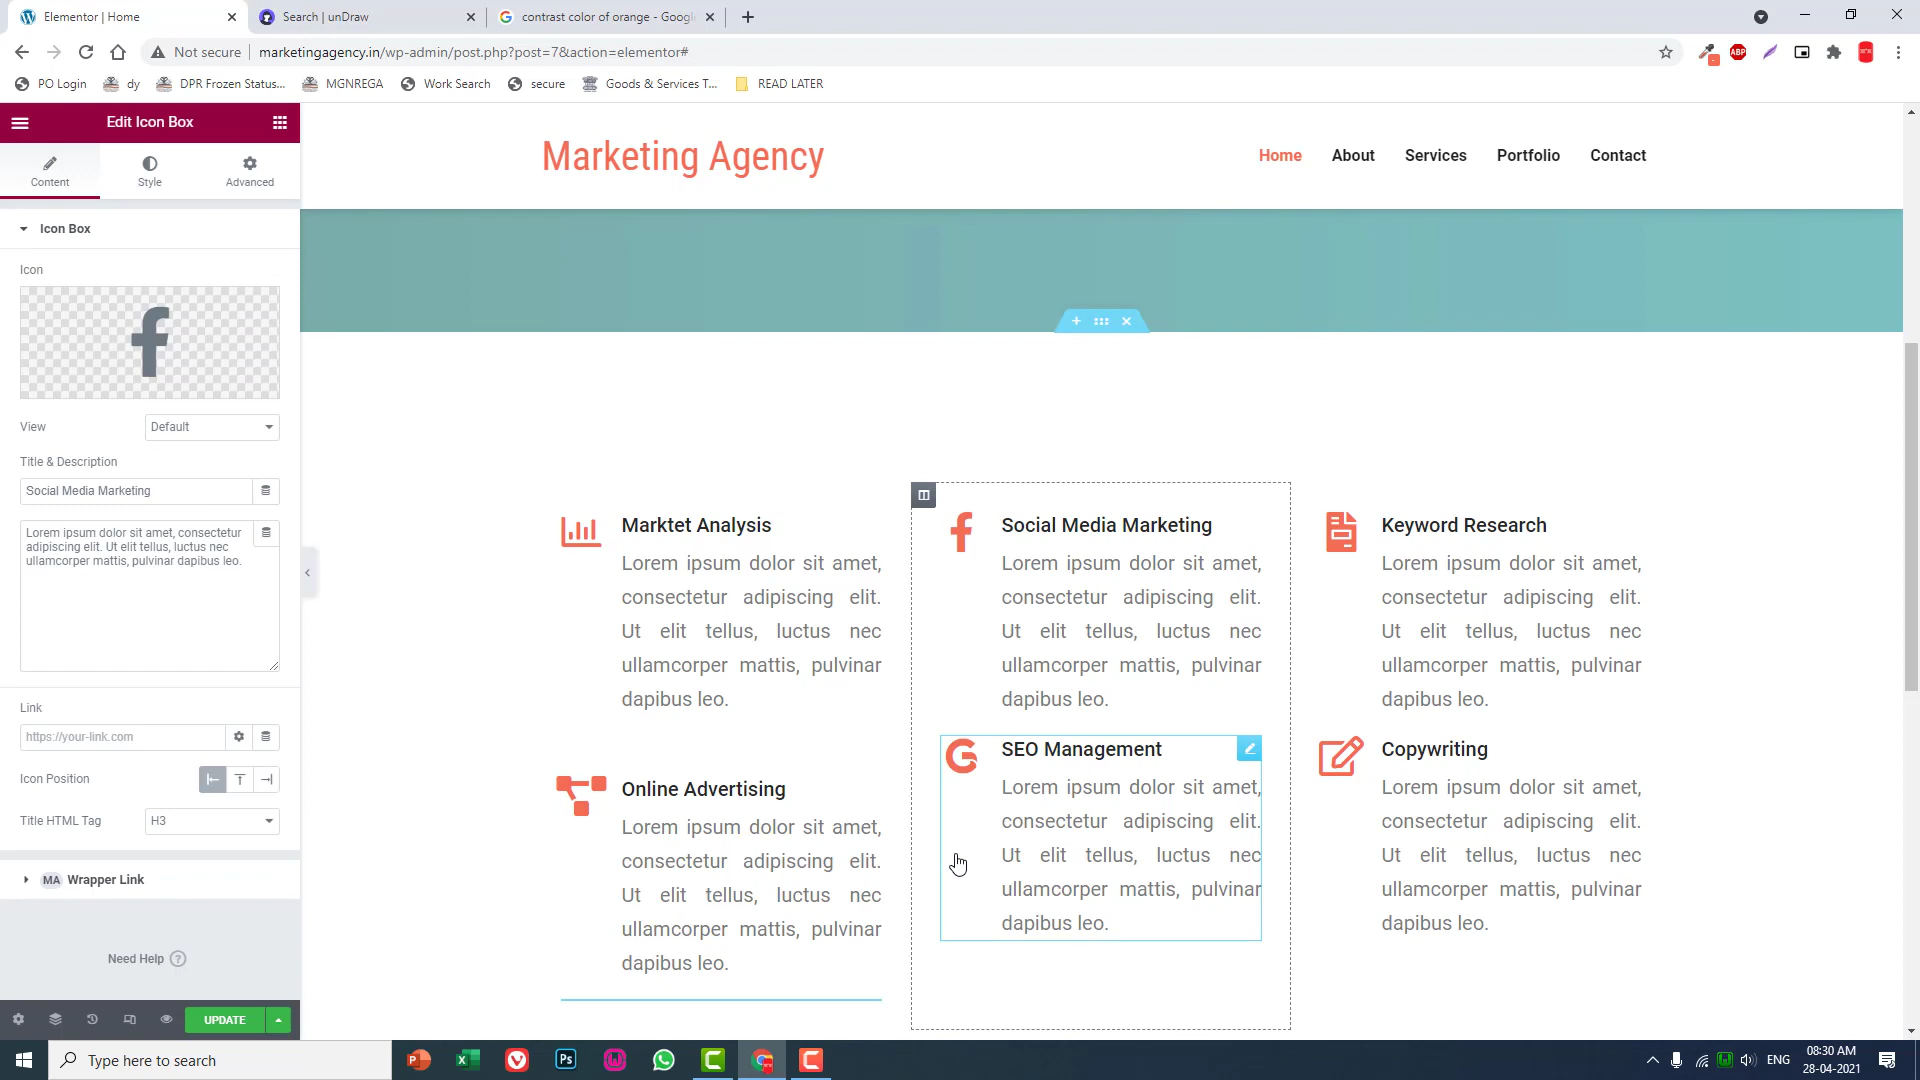 Elementor | Home
Search | unDraw
contrast color of orange - Googl
Not secure
marketingagency.in/wp-admin/post.php?post=7&action=elementor#
ABP
PO Login
dy
DPR Frozen Status...
MGNREGA
Work Search
secure
Goods & Services T...
READ LATER
Edit Icon Box
Content
Style
Advanced
Icon Box
Icon
View
Default
Title & Description
Social Media Marketing
Lorem ipsum dolor sit amet, consectetur
adipiscing elit. Ut elit tellus, luctus nec
ullamcorper mattis, pulvinar dapibus leo.
Link
https://your-link.com
Icon Position
Title HTML Tag
H3
MA Wrapper Link
Need Help ?
UPDATE
Marketing Agency
Home
About
Services
Portfolio
Contact
Marktet Analysis
Lorem ipsum dolor sit amet,
consectetur adipiscing elit.
Ut elit tellus, luctus nec
ullamcorper mattis, pulvinar
dapibus leo.
Online Advertising
Lorem ipsum dolor sit amet,
consectetur adipiscing elit.
Ut elit tellus, luctus nec
ullamcorper mattis, pulvinar
dapibus leo.
Social Media Marketing
Lorem ipsum dolor sit amet,
consectetur adipiscing elit.
Ut elit tellus, luctus nec
ullamcorper mattis, pulvinar
dapibus leo.
SEO Management
Lorem ipsum dolor sit amet,
consectetur adipiscing elit.
Ut elit tellus, luctus nec
ullamcorper mattis, pulvinar
dapibus leo.
Keyword Research
Lorem ipsum dolor sit amet,
consectetur adipiscing elit.
Ut elit tellus, luctus nec
ullamcorper mattis, pulvinar
dapibus leo.
Copywriting
Lorem ipsum dolor sit amet,
consectetur adipiscing elit.
Ut elit tellus, luctus nec
ullamcorper mattis, pulvinar
dapibus leo.
Type here to search
Ps
ENG
08:30 AM
28-04-2021